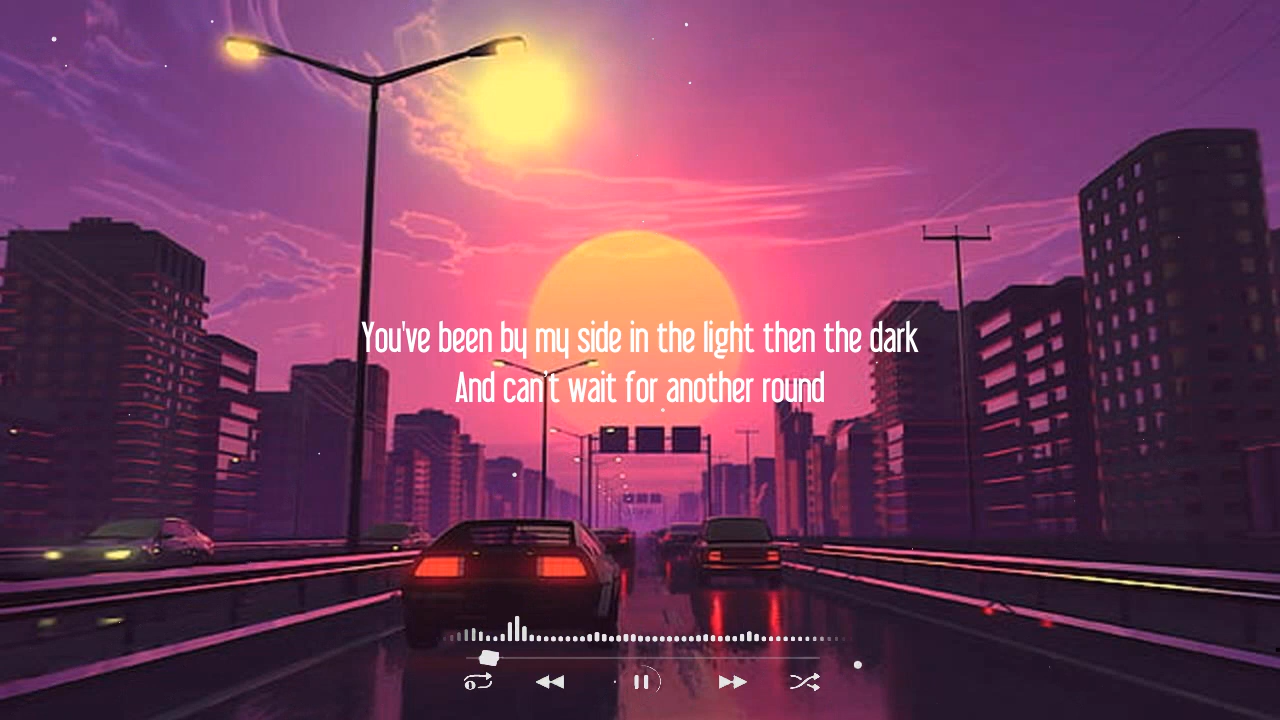 You've been by my side in the light then the dark
And can't wait for another round